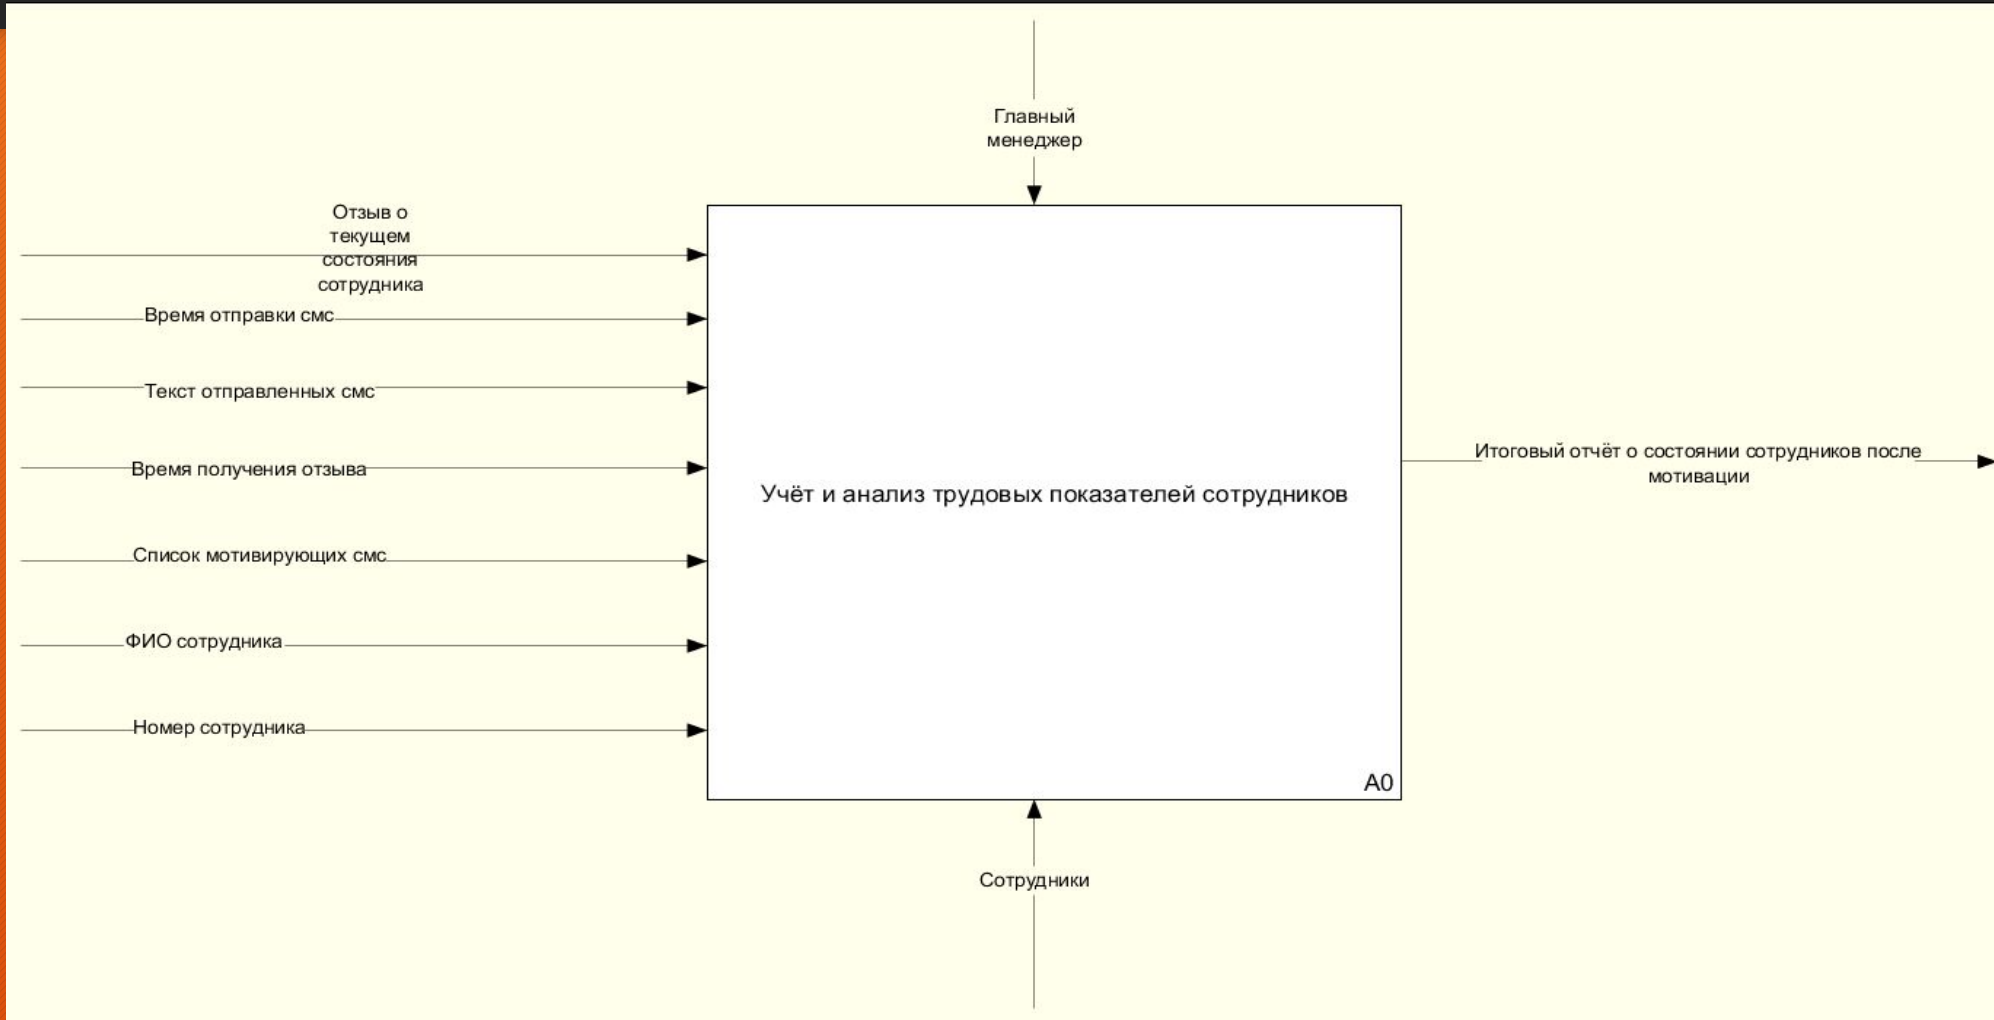 Главный
менеджер
Отзыв о
текущем
состояния
сотрудника
Время отправки смс
Текст отправленных смс
Время получения отзыва
Список мотивирующих смс
ФИО сотрудника
Номер сотрудника
Учёт и анализ трудовых показателей сотрудников
A0
Итоговый отчёт о состоянии сотрудников после
мотивации
Сотрудники